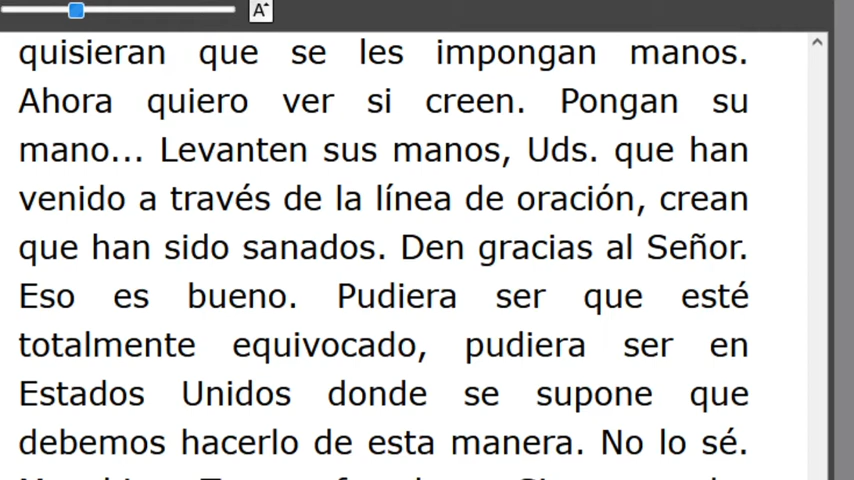 A
quisieran que se les impongan manos.
Ahora quiero ver si creen. Pongan su
mano... Levanten sus manos, Uds. que han
venido a través de la línea de oración, crean
que han sido sanados. Den gracias al Señor.
Eso es bueno. Pudiera ser que esté
totalmente equivocado, pudiera ser en
Estados Unidos donde se supone que
debemos hacerlo de esta manera. No lo sé.